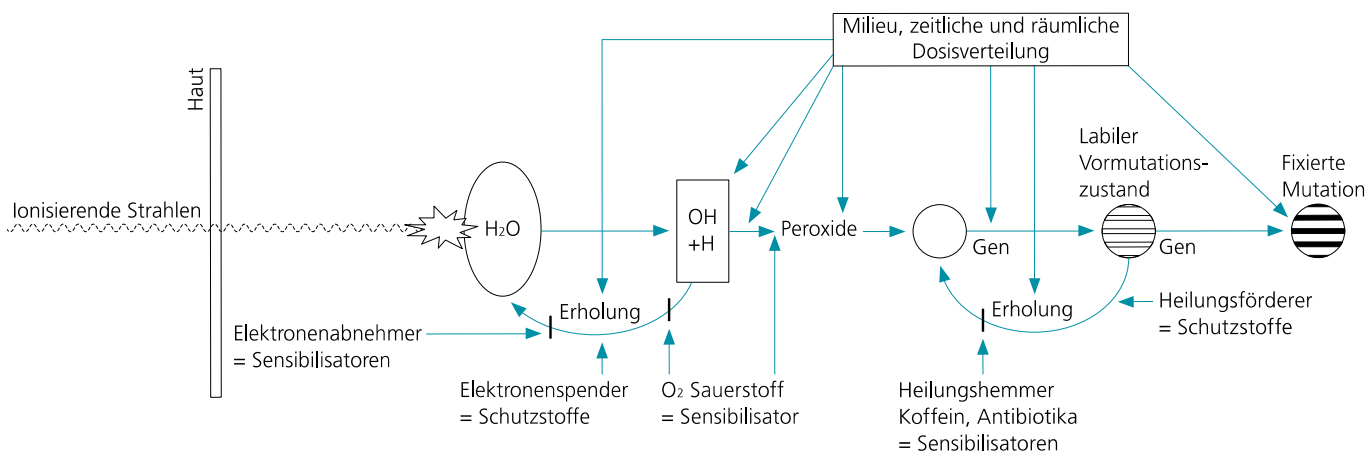 Milieu, zeitliche und räumliche
Dosisverteilung
Haut
Labiler
Vormutations-
zustand
Fixierte
Mutation
Ionisierende Strahlen
H₂O
OH
+H
Peroxide
Gen
Gen
Erholung
Erholung
Heilungsförderer
= Schutzstoffe
Elektronenabnehmer
= Sensibilisatoren
Elektronenspender
= Schutzstoffe
O₂ Sauerstoff
= Sensibilisator
Heilungshemmer
Koffein, Antibiotika
= Sensibilisatoren